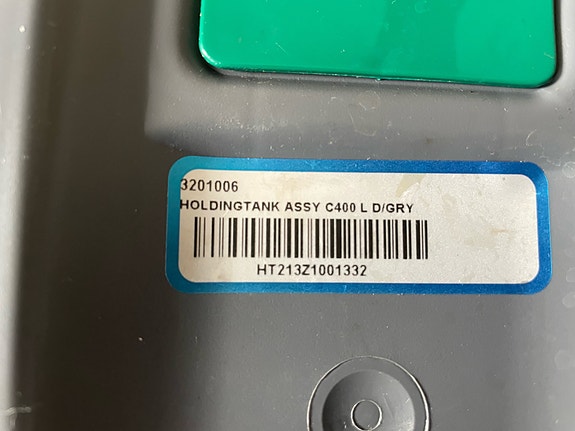 3201006
HOLDINGTANK ASSY C400 L D/GRY
HT213Z1001332